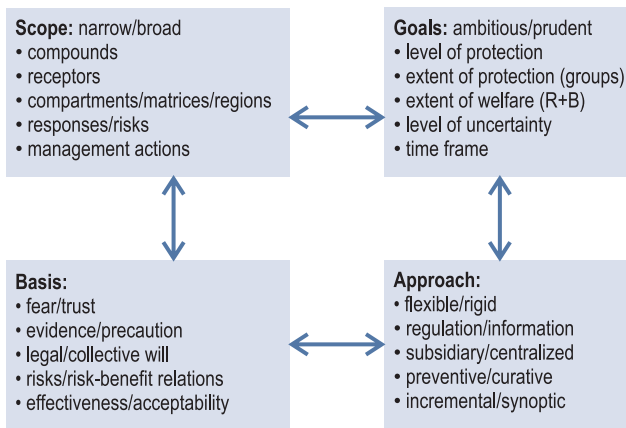 Scope: narrow/broad
• compounds
• receptors
• compartments/matrices/regions
• responses/risks
• management actions
Goals: ambitious/prudent
• level of protection
• extent of protection (groups)
• extent of welfare (R+B)
• level of uncertainty
• time frame
Basis:
• fear/trust
• evidence/precaution
• legal/collective will
• risks/risk-benefit relations
• effectiveness/acceptability
Approach:
• flexible/rigid
• regulation/information
• subsidiary/centralized
• preventive/curative
• incremental/synoptic